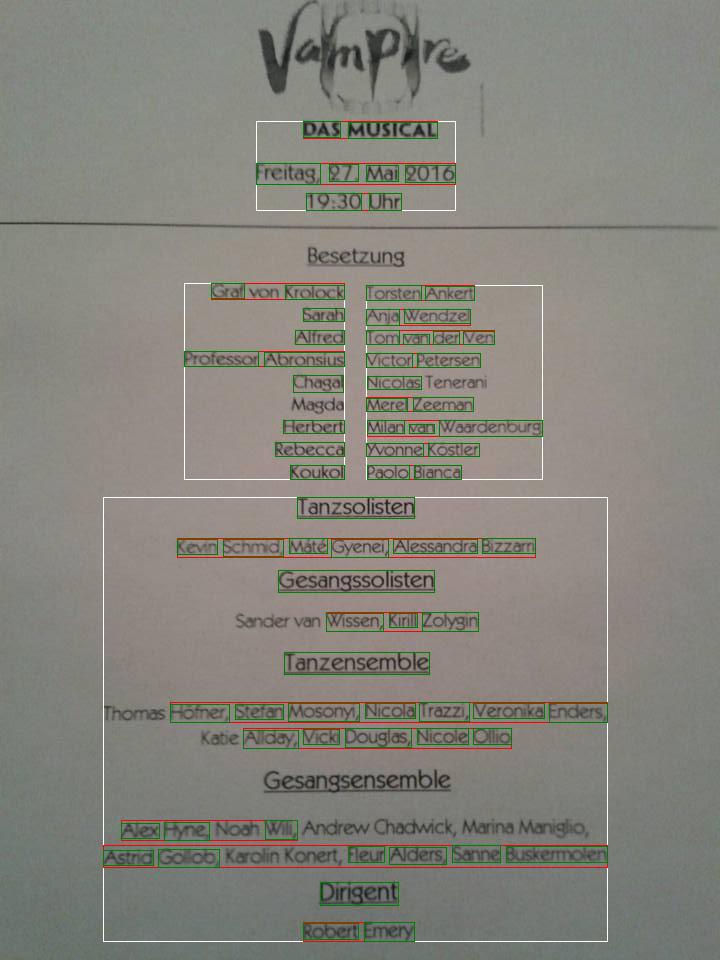 Vampire
DAS MUSICAL
Freitag, 27. Mai 2016
19:30 Uhr
Besetzung
Graf von Krolock Torsten Ankert
Sarah Anja Wendzel
Alfred Tom van der Ven
Professor Abronsius Victor Petersen
Chagal Nicolas Tenerani
Magda Merel Zeeman
Herbert Milan van Waardenburg
Rebecca Yvonne Köstler
Koukol Paolo Bianca
Tanzsolisten
Kevin Schmid, Máté Gyenei, Alessandra Bizzarri
Gesangssolisten
Sander van Wissen, Kirill Zolygin
Tanzensemble
Thomas Höfner, Stefan Mosonyi, Nicola Trazzi, Veronika Enders,
Katie Allday, Vicki Douglas, Nicole Ollio
Gesangsensemble
Alex Hyne, Noah Wili, Andrew Chadwick, Marina Maniglio,
Astrid Gollob, Karolin Konert, Fleur Alders, Sanne Buskermolen
Dirigent
Robert Emery